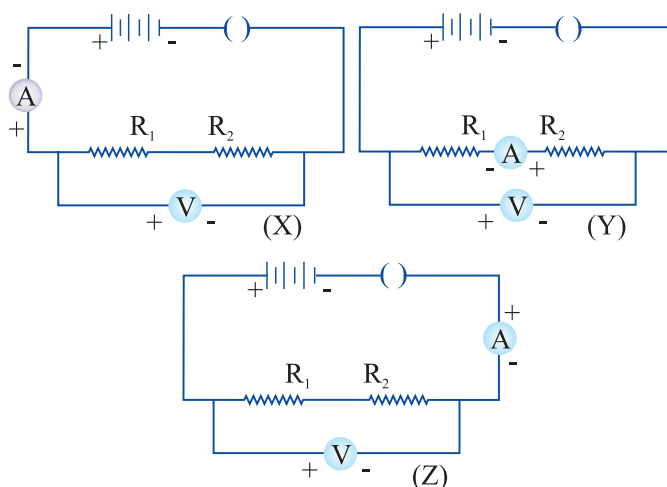 + - ( )
-
A
+
R₁ R₂
V
+ -
(X)
+ - ( )
R₁ R₂
A
- +
V
+ -
(Y)
+ - ( )
+
A
-
R₁ R₂
V
+ -
(Z)